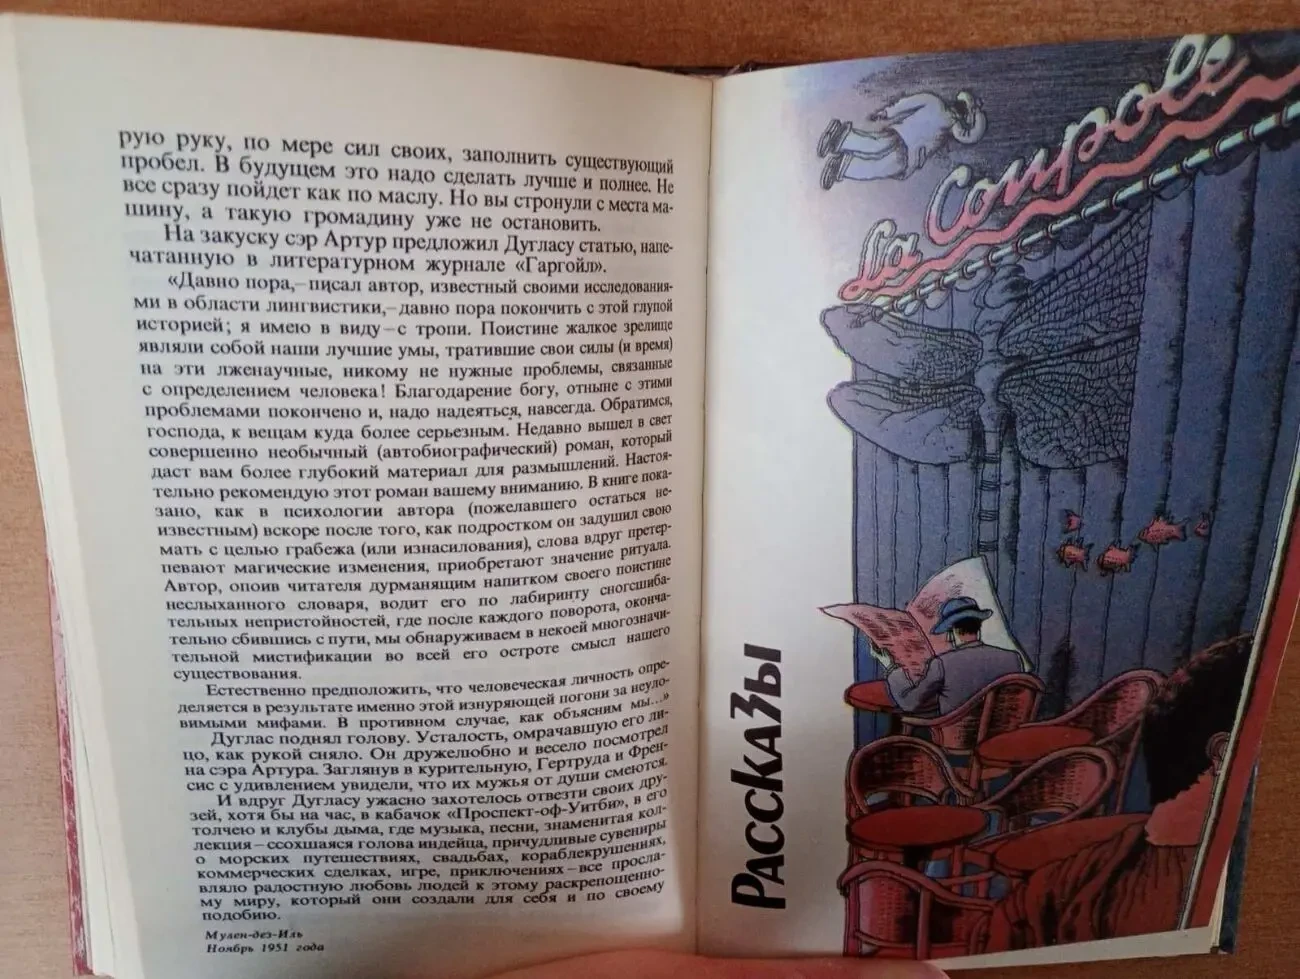 рую руку, по мере сил своих, заполнить существующий
пробел. В будущем это надо сделать лучше и полнее. Не
все сразу пойдет как по маслу. Но вы стронули с места ма-
шину, а такую громадину уже не остановить.
На закуску сэр Артур предложил Дугласу статью, напе-
чатанную в литературном журнале «Гаргойл».
«Давно пора,– писал автор, известный своими исследования-
ми в области лингвистики,– давно пора покончить с этой глупой
историей; я имею в виду – с тропи. Поистине жалкое зрелище
являли собой наши лучшие умы, тратившие свои силы (и время)
на эти лженаучные, никому не нужные проблемы, связанные
с определением человека! Благодарение богу, отныне с этими
проблемами покончено и, надо надеяться, навсегда. Обратимся,
господа, к вещам куда более серьезным. Недавно вышел в свет
совершенно необычный (автобиографический) роман, который
даст вам более глубокий материал для размышлений. Настоя-
тельно рекомендую этот роман вашему вниманию. В книге пока-
зано, как в психологии автора (пожелавшего остаться не-
известным) вскоре после того, как подростком он задушил свою
мать с целью грабежа (или изнасилования), слова вдруг претер-
певают магические изменения, приобретают значение ритуала.
Автор, опоив читателя дурманящим напитком своего поистине
неслыханного словаря, водит его по лабиринту сногсшиба-
тельных непристойностей, где после каждого поворота, оконча-
тельно сбившись с пути, мы обнаруживаем в некоей многозначи-
тельной мистификации во всей его остроте смысл нашего
существования.
Естественно предположить, что человеческая личность опре-
деляется в результате именно этой изнуряющей погони за неуло-
вимыми мифами. В противном случае, как объясним мы...»
Дуглас поднял голову. Усталость, омрачавшую его ли-
цо, как рукой сняло. Он дружелюбно и весело посмотрел
на сэра Артура. Заглянув в курительную, Гертруда и Френ-
сис с удивлением увидели, что их мужья от души смеются.
И вдруг Дугласу ужасно захотелось отвезти своих дру-
зей, хотя бы на час, в кабачок «Проспект-оф-Уитби», в его
толчею и клубы дыма, где музыка, песни, знаменитая кол-
лекция – ссохшаяся голова индейца, причудливые сувениры
о морских путешествиях, свадьбах, кораблекрушениях,
коммерческих сделках, игре, приключениях – все просла-
вляло радостную любовь людей к этому раскрепощенно-
му миру, который они создали для себя и по своему
подобию.
Мулен-дез-Иль
Ноябрь 1951 года
Рассказы
La Coupole